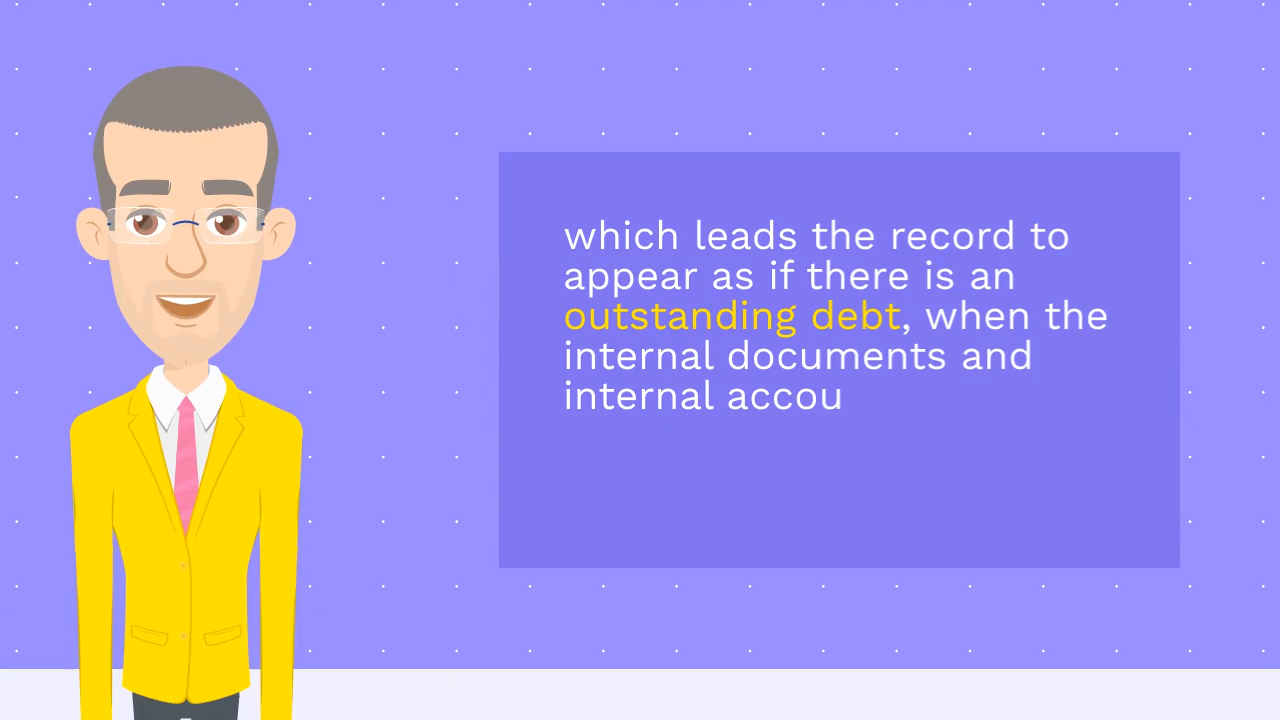 which leads the record to
appear as if there is an
outstanding debt, when the
internal documents and
internal accou